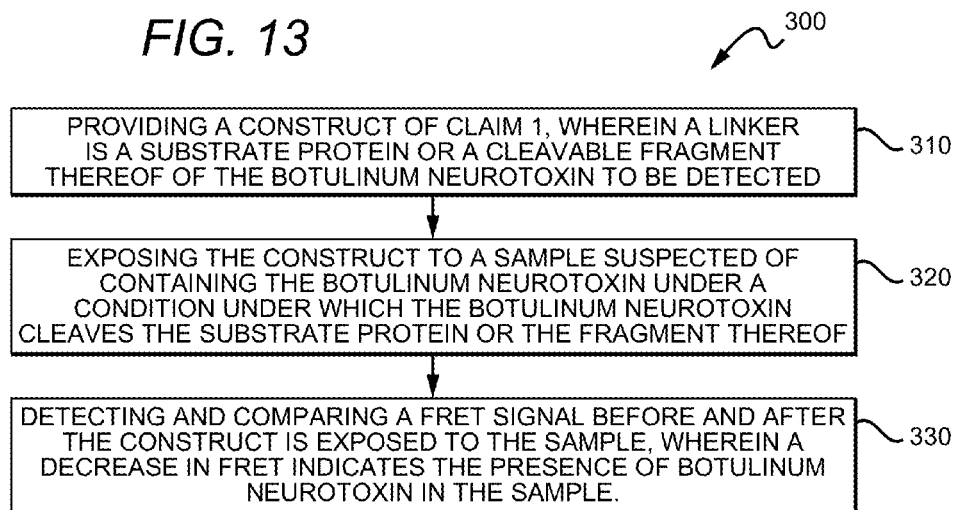 FIG. 13
300
PROVIDING A CONSTRUCT OF CLAIM 1, WHEREIN A LINKER
IS A SUBSTRATE PROTEIN OR A CLEAVABLE FRAGMENT
THEREOF OF THE BOTULINUM NEUROTOXIN TO BE DETECTED
310
EXPOSING THE CONSTRUCT TO A SAMPLE SUSPECTED OF
CONTAINING THE BOTULINUM NEUROTOXIN UNDER A
CONDITION UNDER WHICH THE BOTULINUM NEUROTOXIN
CLEAVES THE SUBSTRATE PROTEIN OR THE FRAGMENT THEREOF
320
DETECTING AND COMPARING A FRET SIGNAL BEFORE AND AFTER
THE CONSTRUCT IS EXPOSED TO THE SAMPLE, WHEREIN A
DECREASE IN FRET INDICATES THE PRESENCE OF BOTULINUM
NEUROTOXIN IN THE SAMPLE.
330